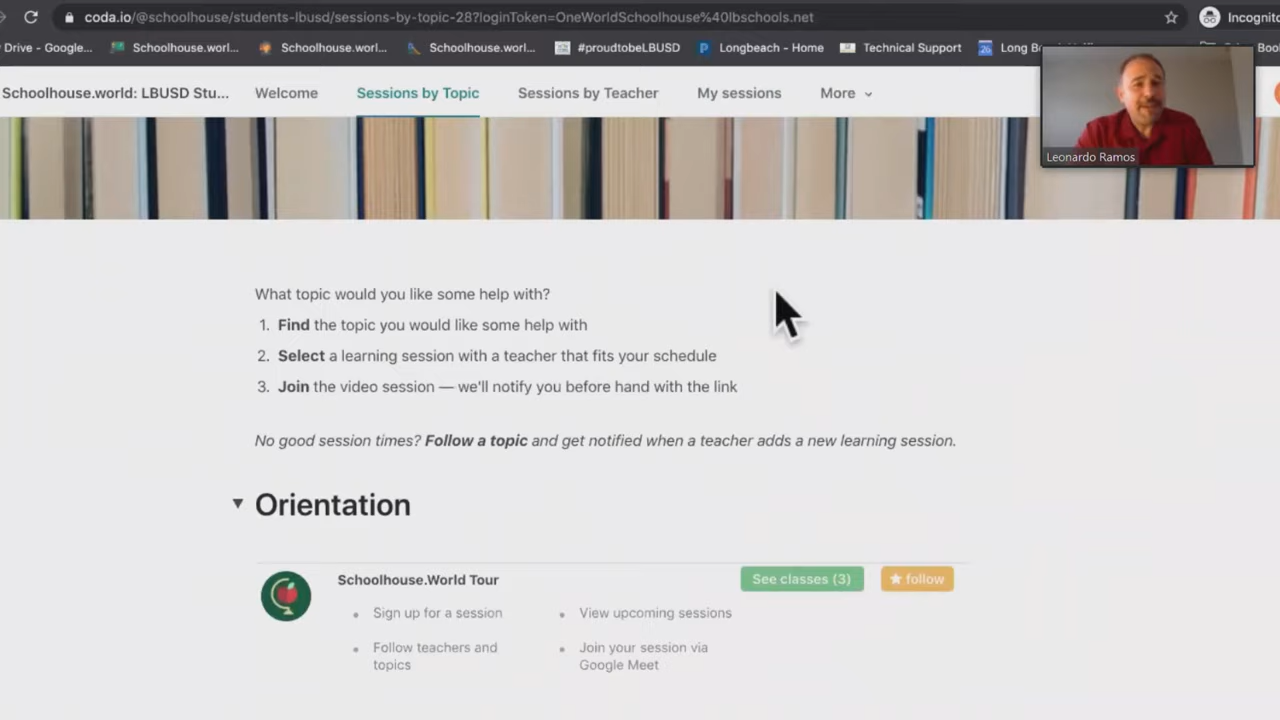 coda.io/@schoolhouse/students-lbusd/sessions-by-topic-28?loginToken=OneWorldSchoolhouse%40lbschools.net
Incognito
Drive - Google...
Schoolhouse.worl...
Schoolhouse.worl...
Schoolhouse.worl...
#proudtobeLBUSD
Longbeach - Home
Technical Support
26
Long B
Schoolhouse.world: LBUSD Stu...
Welcome
Sessions by Topic
Sessions by Teacher
My sessions
More
Leonardo Ramos
What topic would you like some help with?
1. Find the topic you would like some help with
2. Select a learning session with a teacher that fits your schedule
3. Join the video session — we'll notify you before hand with the link
No good session times? Follow a topic and get notified when a teacher adds a new learning session.
Orientation
Schoolhouse.World Tour
See classes (3)
follow
• Sign up for a session
• View upcoming sessions
• Follow teachers and
topics
• Join your session via
Google Meet